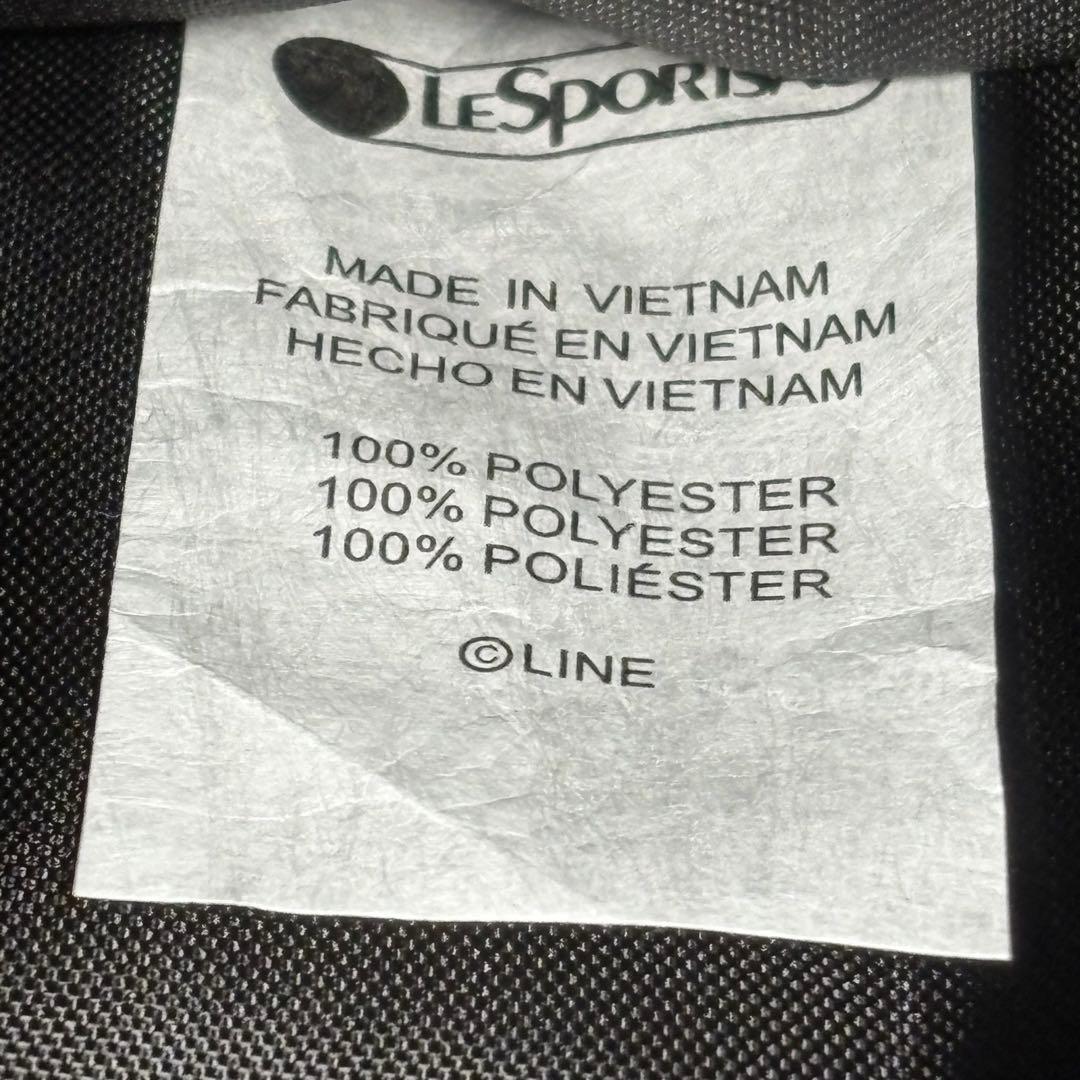 LESPORTSAC
MADE IN VIETNAM
FABRIQUÉ EN VIETNAM
HECHO EN VIETNAM
100% POLYESTER
100% POLYESTER
100% POLIÉSTER
©LINE